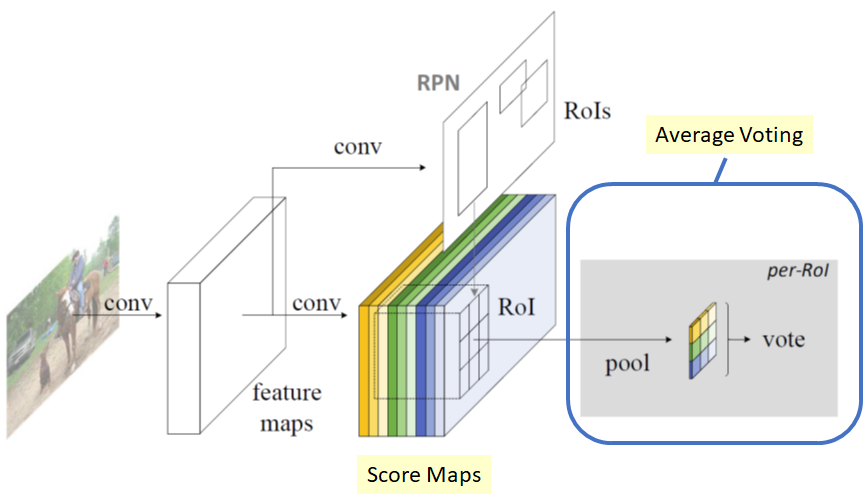 RPN
RoIs
Average Voting
conv
per-RoI
conv
conv
RoI
pool
vote
feature
maps
Score Maps